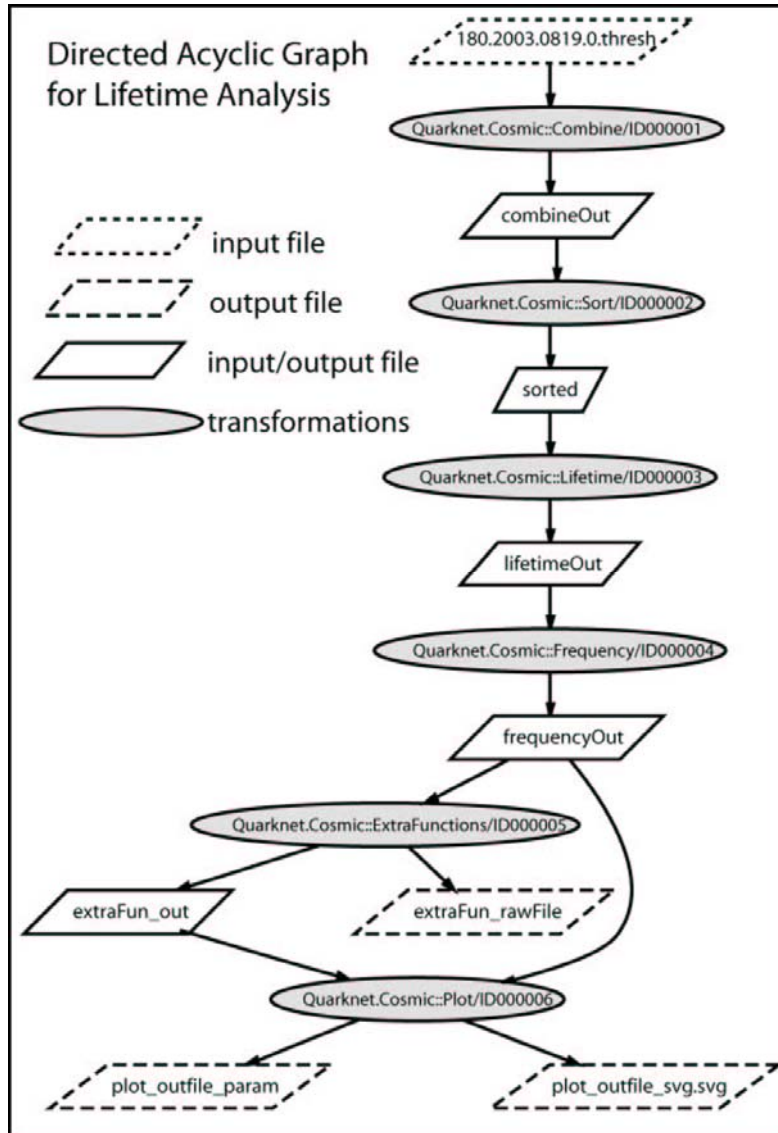 Directed Acyclic Graph
for Lifetime Analysis
input file
output file
input/output file
transformations
180.2003.0819.0.thresh
Quarknet.Cosmic::Combine/ID000001
combineOut
Quarknet.Cosmic::Sort/ID000002
sorted
Quarknet.Cosmic::Lifetime/ID000003
lifetimeOut
Quarknet.Cosmic::Frequency/ID000004
frequencyOut
Quarknet.Cosmic::ExtraFunctions/ID000005
extraFun_out
extraFun_rawFile
Quarknet.Cosmic::Plot/ID000006
plot_outfile_param
plot_outfile_svg.svg